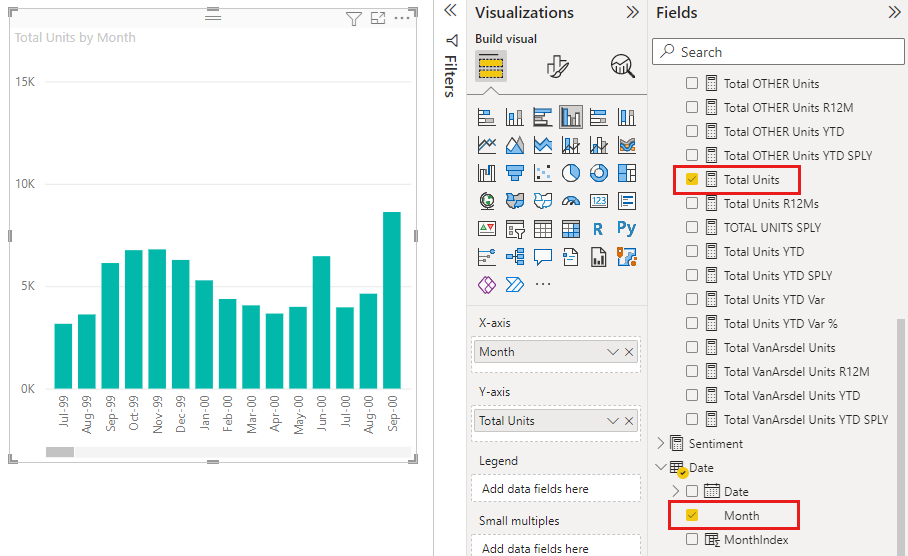 Total Units by Month
15K
10K
5K
0K
Jul-99
Aug-99
Sep-99
Oct-99
Nov-99
Dec-99
Jan-00
Feb-00
Mar-00
Apr-00
May-00
Jun-00
Jul-00
Aug-00
Sep-00
Filters
Visualizations
Build visual
123
R
Py
X-axis
Month
Y-axis
Total Units
Legend
Add data fields here
Small multiples
Add data fields here
Fields
Search
Total OTHER Units
Total OTHER Units R12M
Total OTHER Units YTD
Total OTHER Units YTD SPLY
Total Units
Total Units R12Ms
TOTAL UNITS SPLY
Total Units YTD
Total Units YTD SPLY
Total Units YTD Var
Total Units YTD Var %
Total VanArsdel Units
Total VanArsdel Units R12M
Total VanArsdel Units YTD
Total VanArsdel Units YTD SPLY
Sentiment
Date
Date
Month
MonthIndex